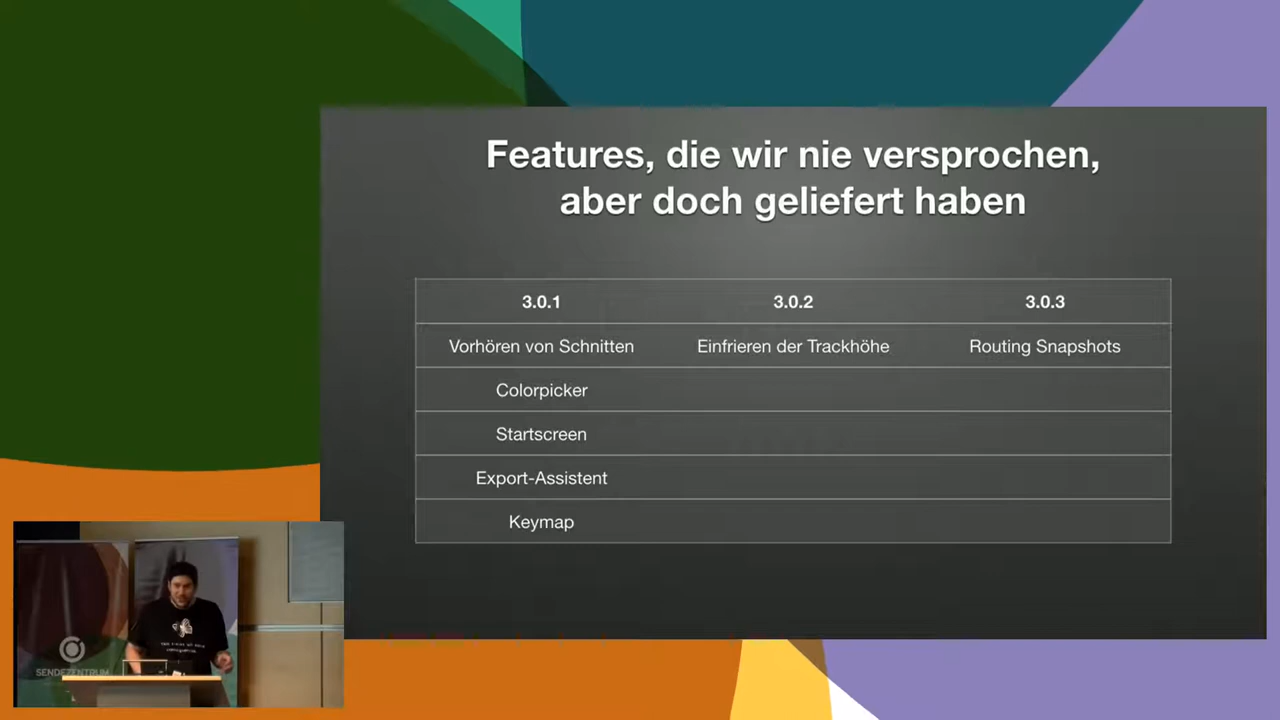 Features, die wir nie versprochen,
aber doch geliefert haben
3.0.1 3.0.2 3.0.3
Vorhören von Schnitten Einfrieren der Trackhöhe Routing Snapshots
Colorpicker
Startscreen
Export-Assistent
Keymap
SENDEZENTRUM